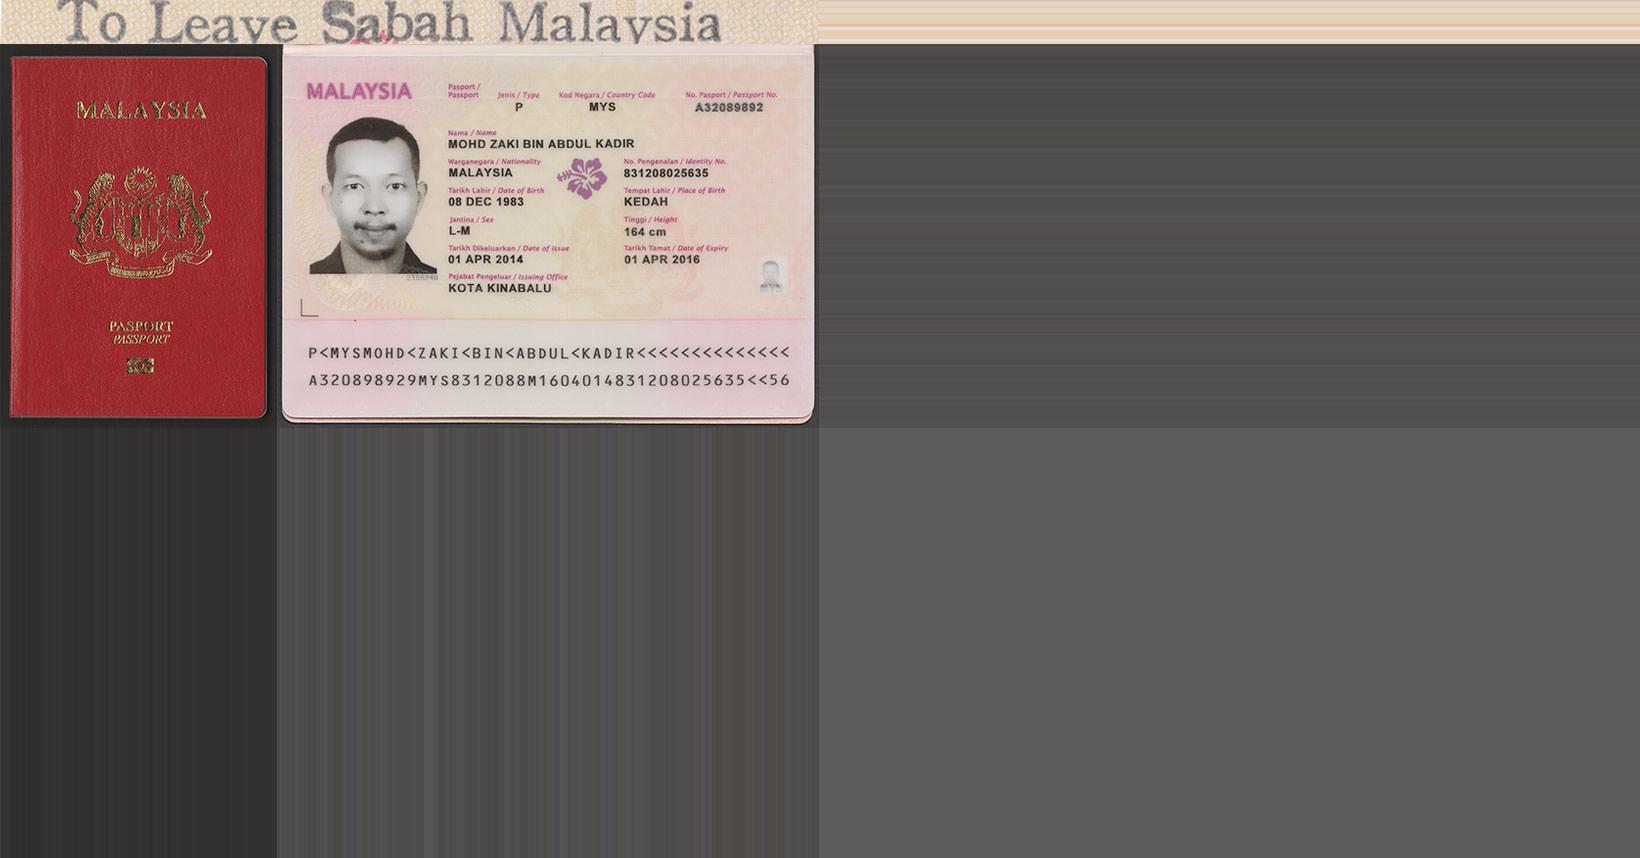 To Leave Sabah Malaysia
MALAYSIA
PASPORT
PASSPORT
MALAYSIA
Pasport /
Passport
Jenis / Type
Kod Negara / Country Code
No. Pasport / Passport No.
P
MYS
A32089892
Nama / Name
MOHD ZAKI BIN ABDUL KADIR
Warganegara / Nationality
No. Pengenalan / Identity No.
MALAYSIA
831208025635
Tarikh Lahir / Date of Birth
Tempat Lahir / Place of Birth
08 DEC 1983
KEDAH
Jantina / Sex
Tinggi / Height
L-M
164 cm
Tarikh Dikeluarkan / Date of Issue
Tarikh Tamat / Date of Expiry
01 APR 2014
01 APR 2016
Pejabat Pengeluar / Issuing Office
KOTA KINABALU
P<MYSMOHD<ZAKI<BIN<ABDUL<KADIR<<<<<<<<<<<<<<
A320898929MYS8312088M1604014831208025635<<56